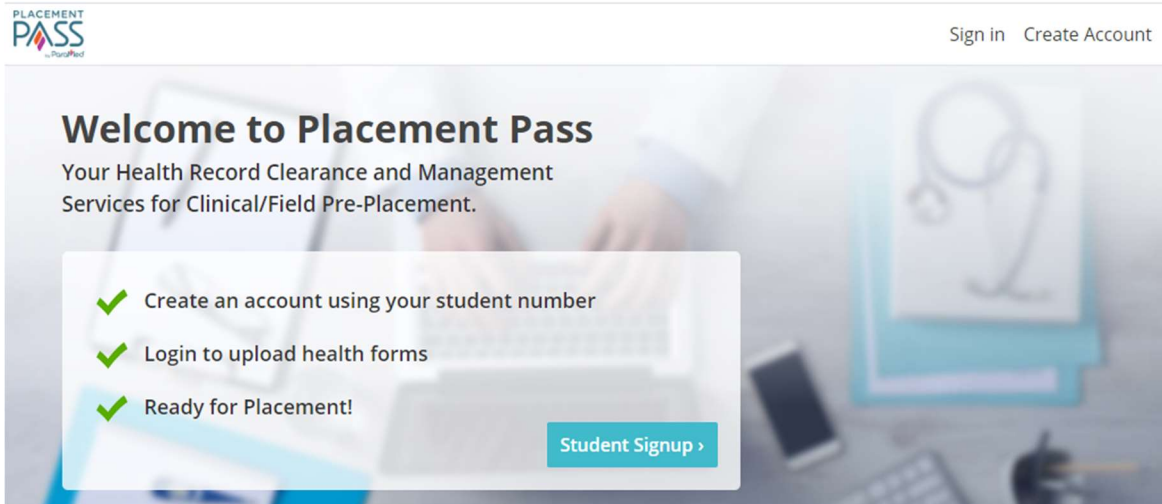 PLACEMENT
PASS
by ParaMed
Sign in Create Account
Welcome to Placement Pass
Your Health Record Clearance and Management
Services for Clinical/Field Pre-Placement.
Create an account using your student number
Login to upload health forms
Ready for Placement!
Student Signup ›